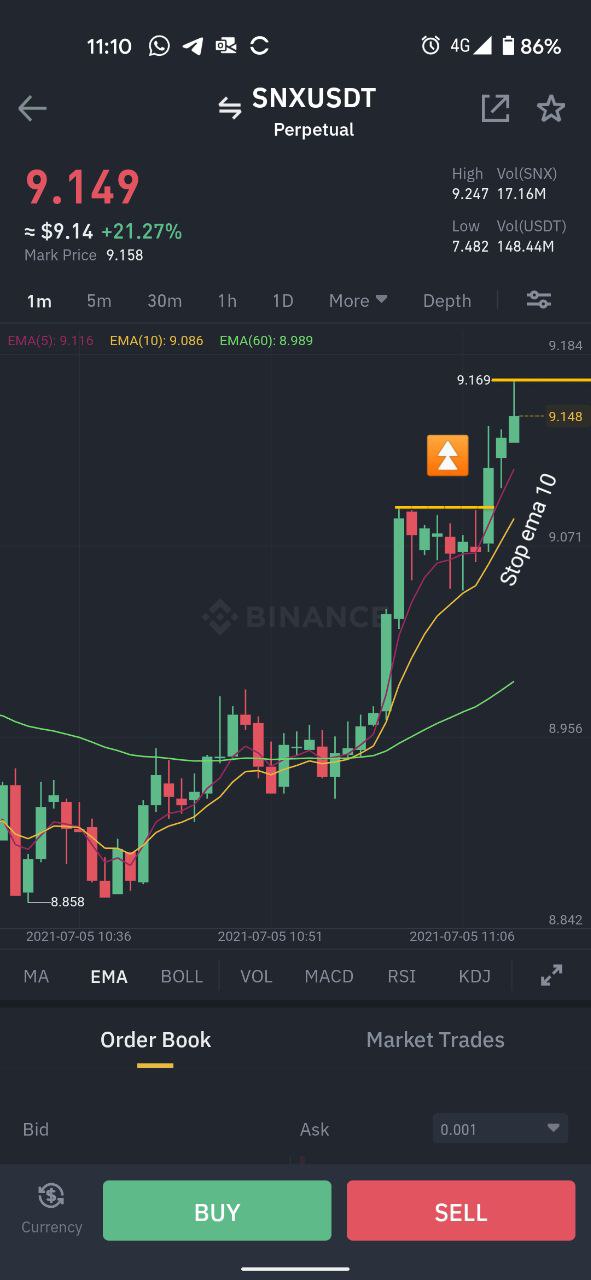 11:10 4G 86%
SNXUSDT
Perpetual
9.149
High Vol(SNX)
9.247 17.16M
≈ $9.14 +21.27%
Low Vol(USDT)
Mark Price 9.158
7.482 148.44M
1m 5m 30m 1h 1D More Depth
EMA(5): 9.116 EMA(10): 9.086 EMA(60): 8.989
9.184
9.169
9.148
Stop ema 10
9.071
BINANCE
8.956
8.858
8.842
2021-07-05 10:36 2021-07-05 10:51 2021-07-05 11:06
MA EMA BOLL VOL MACD RSI KDJ
Order Book Market Trades
Bid Ask 0.001
Currency BUY SELL